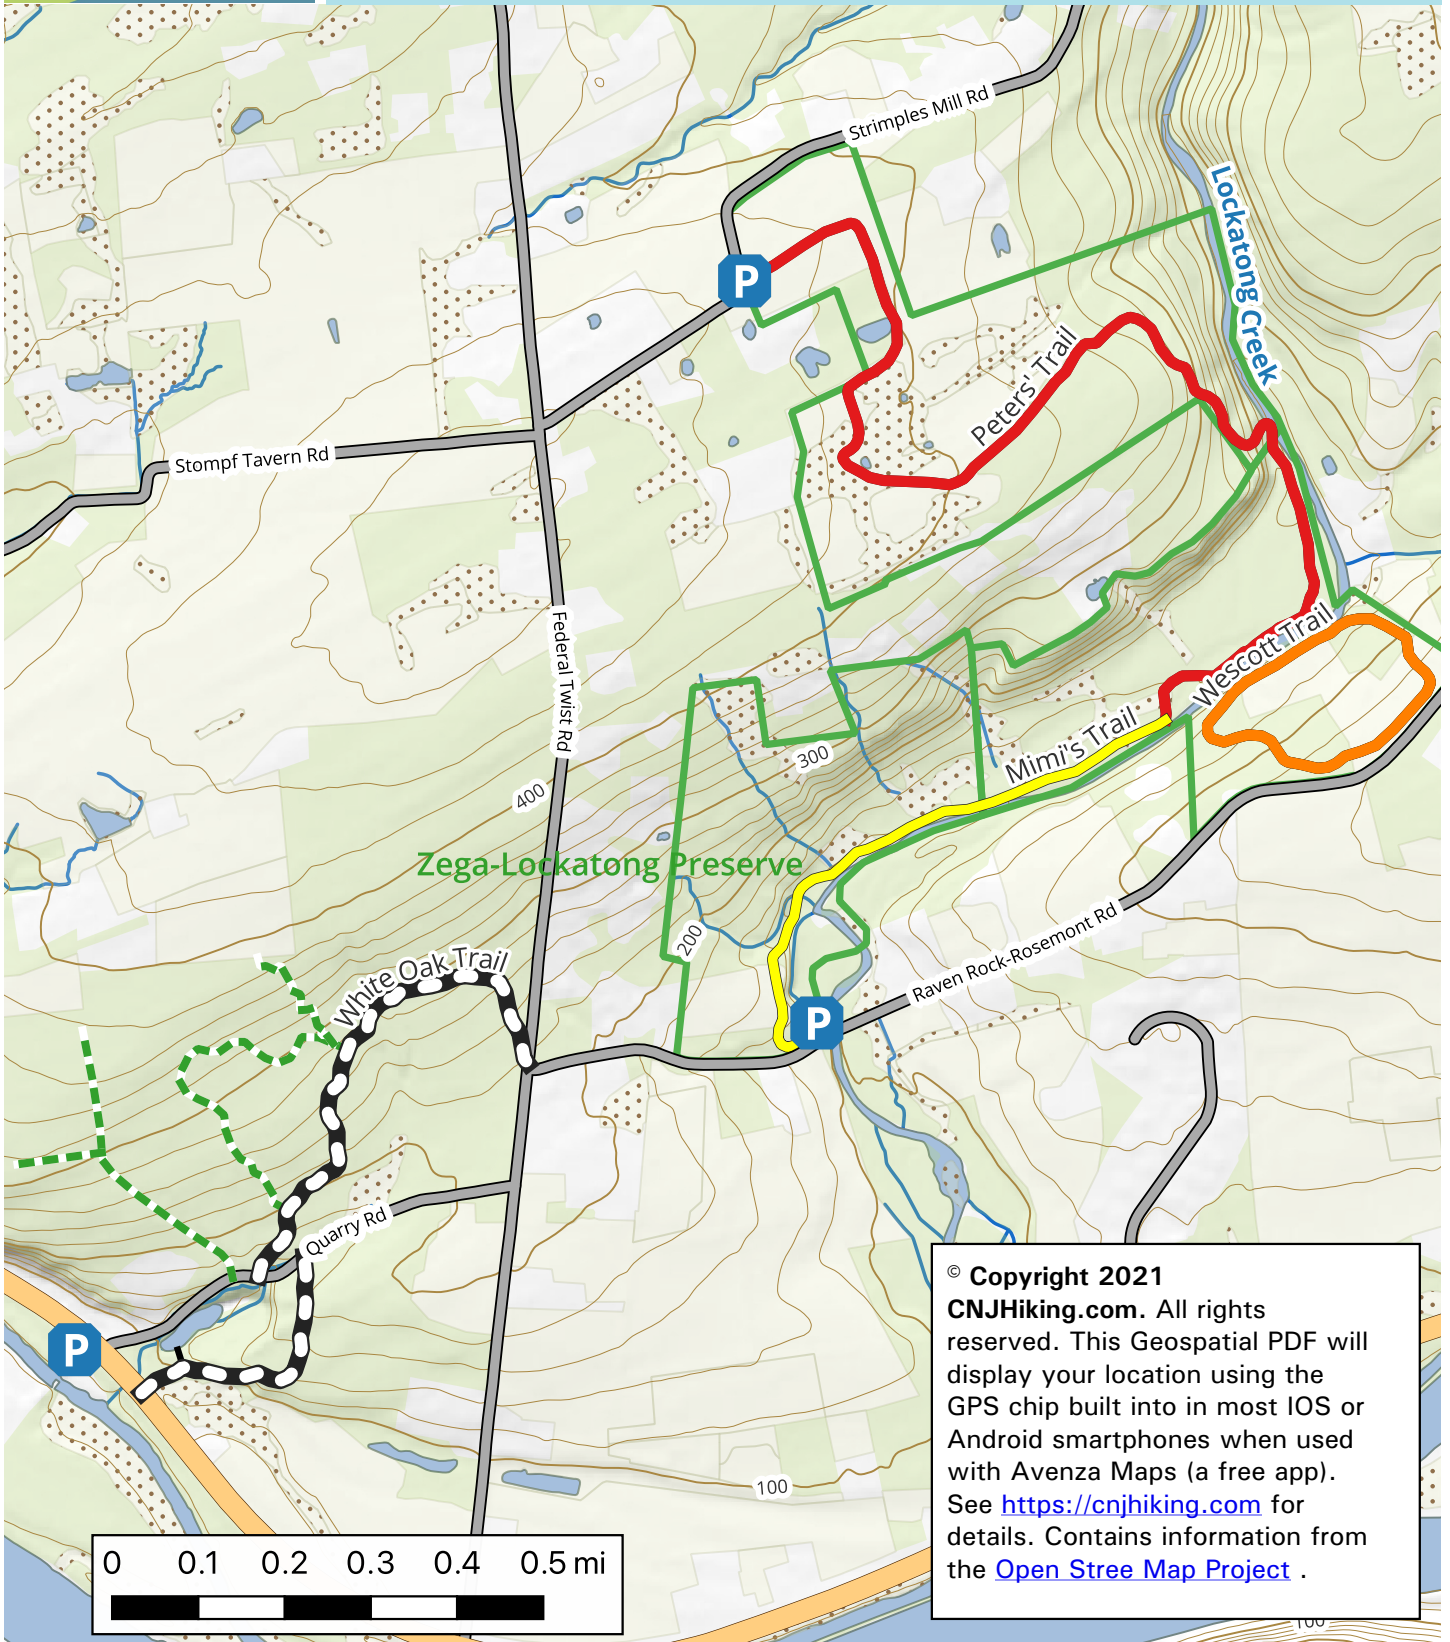 Strimples Mill Rd
Lockatong Creek
P
Peters' Trail
Stompf Tavern Rd
Federal Twist Rd
Wescott Trail
Mimi's Trail
300
400
Zega-Lockatong Preserve
200
Raven Rock-Rosemont Rd
White Oak Trail
P
Quarry Rd
P
100
© Copyright 2021
CNJHiking.com. All rights
reserved. This Geospatial PDF will
display your location using the
GPS chip built into in most IOS or
Android smartphones when used
with Avenza Maps (a free app).
See https://cnjhiking.com for
details. Contains information from
the Open Stree Map Project .
0 0.1 0.2 0.3 0.4 0.5 mi
100